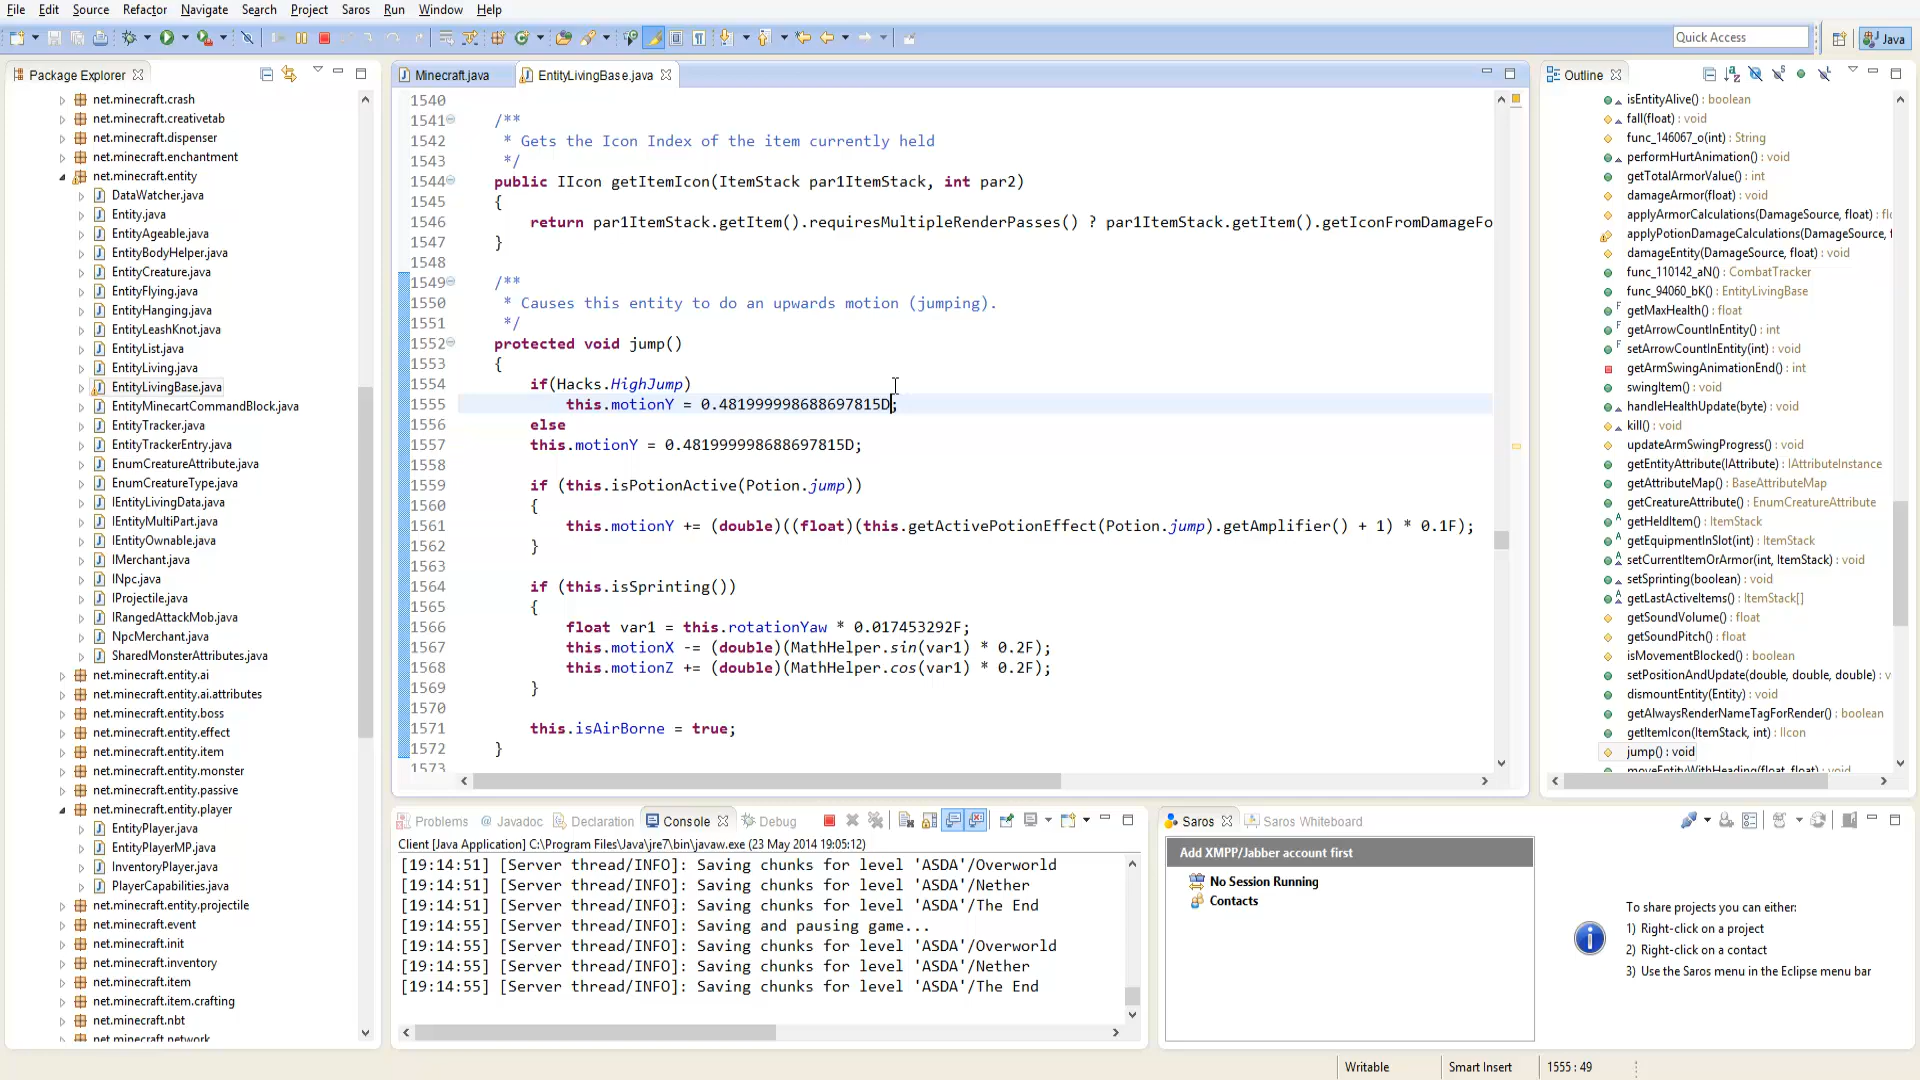 File Edit Source Refactor Navigate Search Project Saros Run Window Help
Quick Access
Java
Package Explorer
net.minecraft.crash
net.minecraft.creativetab
net.minecraft.dispenser
net.minecraft.enchantment
net.minecraft.entity
DataWatcher.java
Entity.java
EntityAgeable.java
EntityBodyHelper.java
EntityCreature.java
EntityFlying.java
EntityHanging.java
EntityLeashKnot.java
EntityList.java
EntityLiving.java
EntityLivingBase.java
EntityMinecartCommandBlock.java
EntityTracker.java
EntityTrackerEntry.java
EnumCreatureAttribute.java
EnumCreatureType.java
IEntityLivingData.java
IEntityMultiPart.java
IEntityOwnable.java
IMerchant.java
INpc.java
IProjectile.java
IRangedAttackMob.java
NpcMerchant.java
SharedMonsterAttributes.java
net.minecraft.entity.ai
net.minecraft.entity.ai.attributes
net.minecraft.entity.boss
net.minecraft.entity.effect
net.minecraft.entity.item
net.minecraft.entity.monster
net.minecraft.entity.passive
net.minecraft.entity.player
EntityPlayer.java
EntityPlayerMP.java
InventoryPlayer.java
PlayerCapabilities.java
net.minecraft.entity.projectile
net.minecraft.event
net.minecraft.init
net.minecraft.inventory
net.minecraft.item
net.minecraft.item.crafting
net.minecraft.nbt
net.minecraft.network
Minecraft.java EntityLivingBase.java
1540
1541 /**
1542 * Gets the Icon Index of the item currently held
1543 */
1544 public IIcon getItemIcon(ItemStack par1ItemStack, int par2)
1545 {
1546 return par1ItemStack.getItem().requiresMultipleRenderPasses() ? par1ItemStack.getItem().getIconFromDamageFo
1547 }
1548
1549 /**
1550 * Causes this entity to do an upwards motion (jumping).
1551 */
1552 protected void jump()
1553 {
1554 if(Hacks.HighJump)
1555 this.motionY = 0.481999998688697815D;
1556 else
1557 this.motionY = 0.481999998688697815D;
1558
1559 if (this.isPotionActive(Potion.jump))
1560 {
1561 this.motionY += (double)((float)(this.getActivePotionEffect(Potion.jump).getAmplifier() + 1) * 0.1F);
1562 }
1563
1564 if (this.isSprinting())
1565 {
1566 float var1 = this.rotationYaw * 0.017453292F;
1567 this.motionX -= (double)(MathHelper.sin(var1) * 0.2F);
1568 this.motionZ += (double)(MathHelper.cos(var1) * 0.2F);
1569 }
1570
1571 this.isAirBorne = true;
1572 }
1573
Outline
isEntityAlive() : boolean
fall(float) : void
func_146067_o(int) : String
performHurtAnimation() : void
getTotalArmorValue() : int
damageArmor(float) : void
applyArmorCalculations(DamageSource, float) : fl
applyPotionDamageCalculations(DamageSource, f
damageEntity(DamageSource, float) : void
func_110142_aN() : CombatTracker
func_94060_bK() : EntityLivingBase
getMaxHealth() : float
getArrowCountInEntity() : int
setArrowCountInEntity(int) : void
getArmSwingAnimationEnd() : int
swingItem() : void
handleHealthUpdate(byte) : void
kill() : void
updateArmSwingProgress() : void
getEntityAttribute(IAttribute) : IAttributeInstance
getAttributeMap() : BaseAttributeMap
getCreatureAttribute() : EnumCreatureAttribute
getHeldItem() : ItemStack
getEquipmentInSlot(int) : ItemStack
setCurrentItemOrArmor(int, ItemStack) : void
setSprinting(boolean) : void
getLastActiveItems() : ItemStack[]
getSoundVolume() : float
getSoundPitch() : float
isMovementBlocked() : boolean
setPositionAndUpdate(double, double, double) : v
dismountEntity(Entity) : void
getAlwaysRenderNameTagForRender() : boolean
getItemIcon(ItemStack, int) : IIcon
jump() : void
moveEntityWithHeading(float, float) : void
Problems Javadoc Declaration Console Debug
Client [Java Application] C:\Program Files\Java\jre7\bin\javaw.exe (23 May 2014 19:05:12)
[19:14:51] [Server thread/INFO]: Saving chunks for level 'ASDA'/Overworld
[19:14:51] [Server thread/INFO]: Saving chunks for level 'ASDA'/Nether
[19:14:51] [Server thread/INFO]: Saving chunks for level 'ASDA'/The End
[19:14:55] [Server thread/INFO]: Saving and pausing game...
[19:14:55] [Server thread/INFO]: Saving chunks for level 'ASDA'/Overworld
[19:14:55] [Server thread/INFO]: Saving chunks for level 'ASDA'/Nether
[19:14:55] [Server thread/INFO]: Saving chunks for level 'ASDA'/The End
Saros Saros Whiteboard
Add XMPP/Jabber account first
No Session Running
Contacts
To share projects you can either:
1) Right-click on a project
2) Right-click on a contact
3) Use the Saros menu in the Eclipse menu bar
Writable Smart Insert 1555 : 49